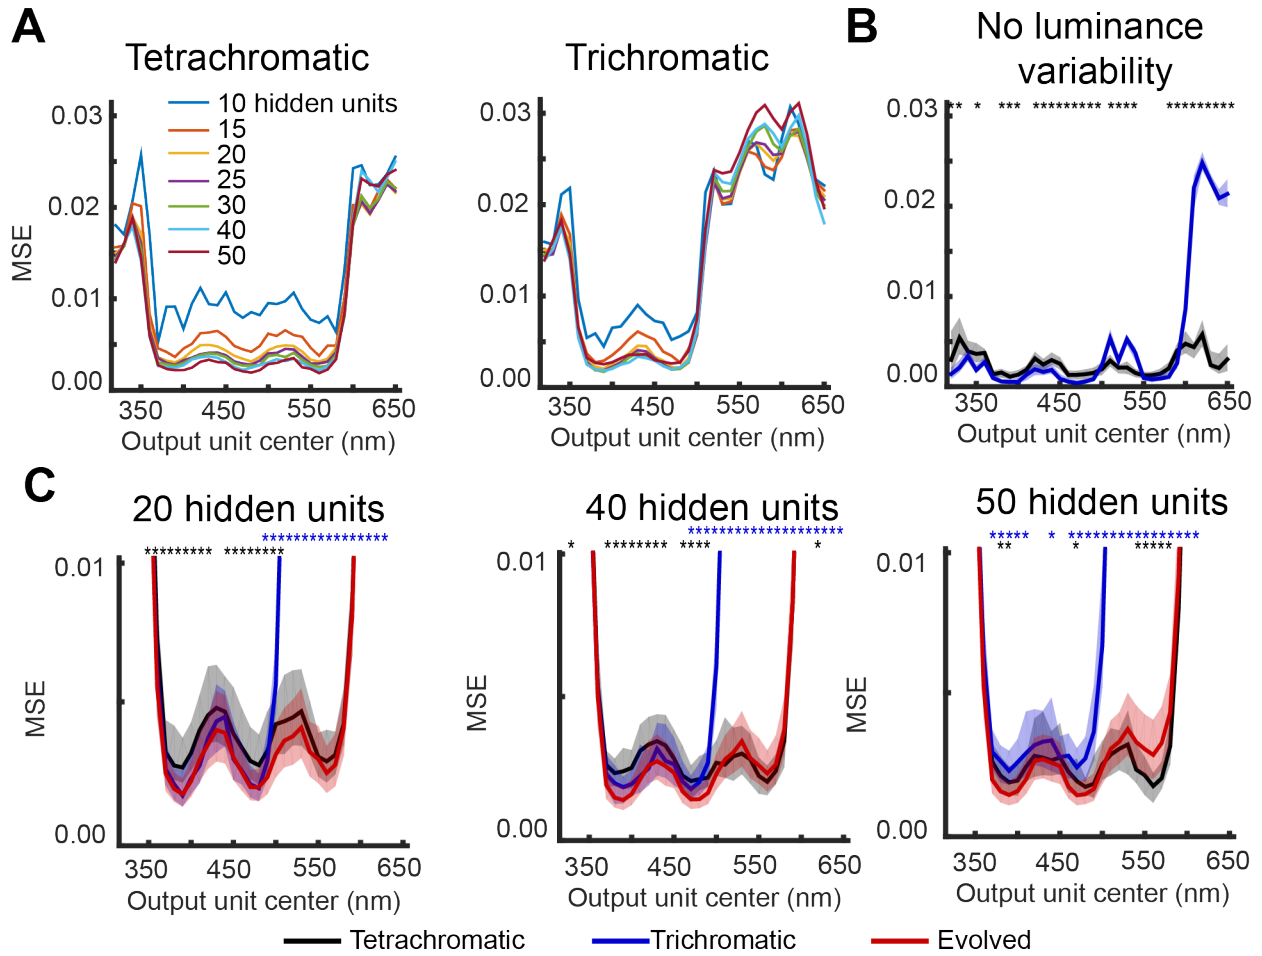 A
Tetrachromatic
Trichromatic
B
No luminance
variability
0.03
0.02
0.01
0.00
MSE
10 hidden units
15
20
25
30
40
50
350 450 550 650
Output unit center (nm)
0.03
0.02
0.01
0.00
350 450 550 650
Output unit center (nm)
** * *** ********* **** *********
0.03
0.02
0.01
0.00
350 450 550 650
Output unit center (nm)
C
20 hidden units
****************
********* ********
0.01
0.00
MSE
350 450 550 650
Output unit center (nm)
40 hidden units
********************
* ******** **** *
0.01
0.00
MSE
350 450 550 650
Output unit center (nm)
50 hidden units
***** * ****************
** * *****
0.01
0.00
MSE
350 450 550 650
Output unit center (nm)
Tetrachromatic
Trichromatic
Evolved